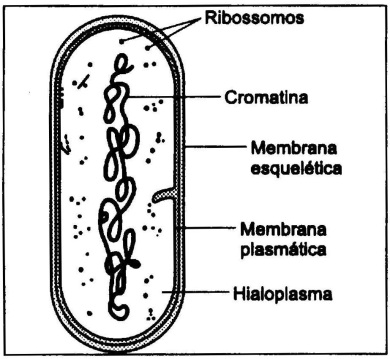 Ribossomos
Cromatina
Membrana
esquelética
Membrana
plasmática
Hialoplasma